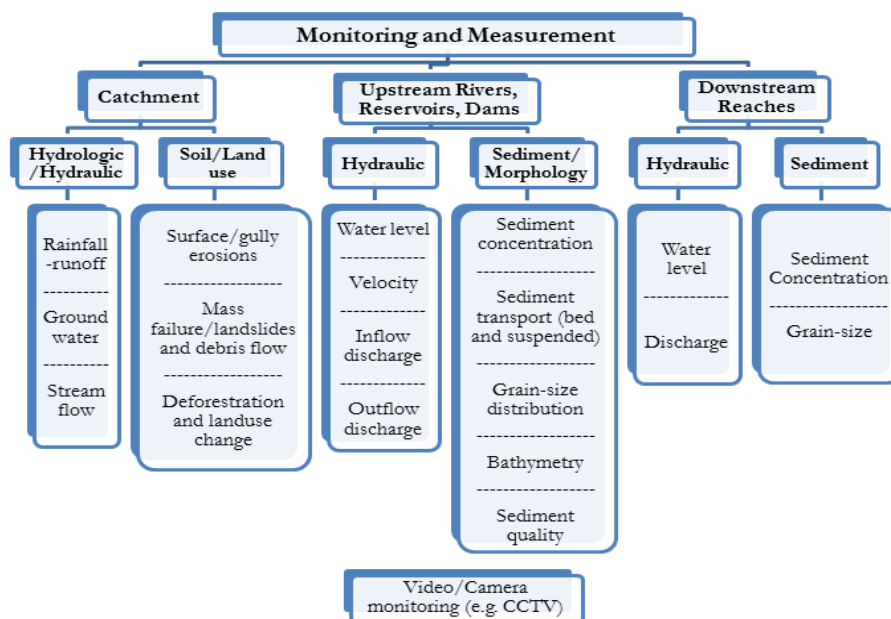 Monitoring and Measurement
Catchment
Upstream Rivers,
Reservoirs, Dams
Downstream
Reaches
Hydrologic
/Hydraulic
Soil/Land
use
Hydraulic
Sediment/
Morphology
Hydraulic
Sediment
Rainfall
-runoff
----------
Ground
water
----------
Stream
flow
Surface/gully
erosions
------------------
Mass
failure/landslides
and debris flow
------------------
Deforestration
and landuse
change
Water level
------------
Velocity
------------
Inflow
discharge
------------
Outflow
discharge
Sediment
concentration
------------------
Sediment
transport (bed
and suspended)
------------------
Grain-size
distribution
------------------
Bathymetry
------------------
Sediment
quality
Water
level
------------
Discharge
Sediment
Concentration
----------------
Grain-size
Video/Camera
monitoring (e.g. CCTV)